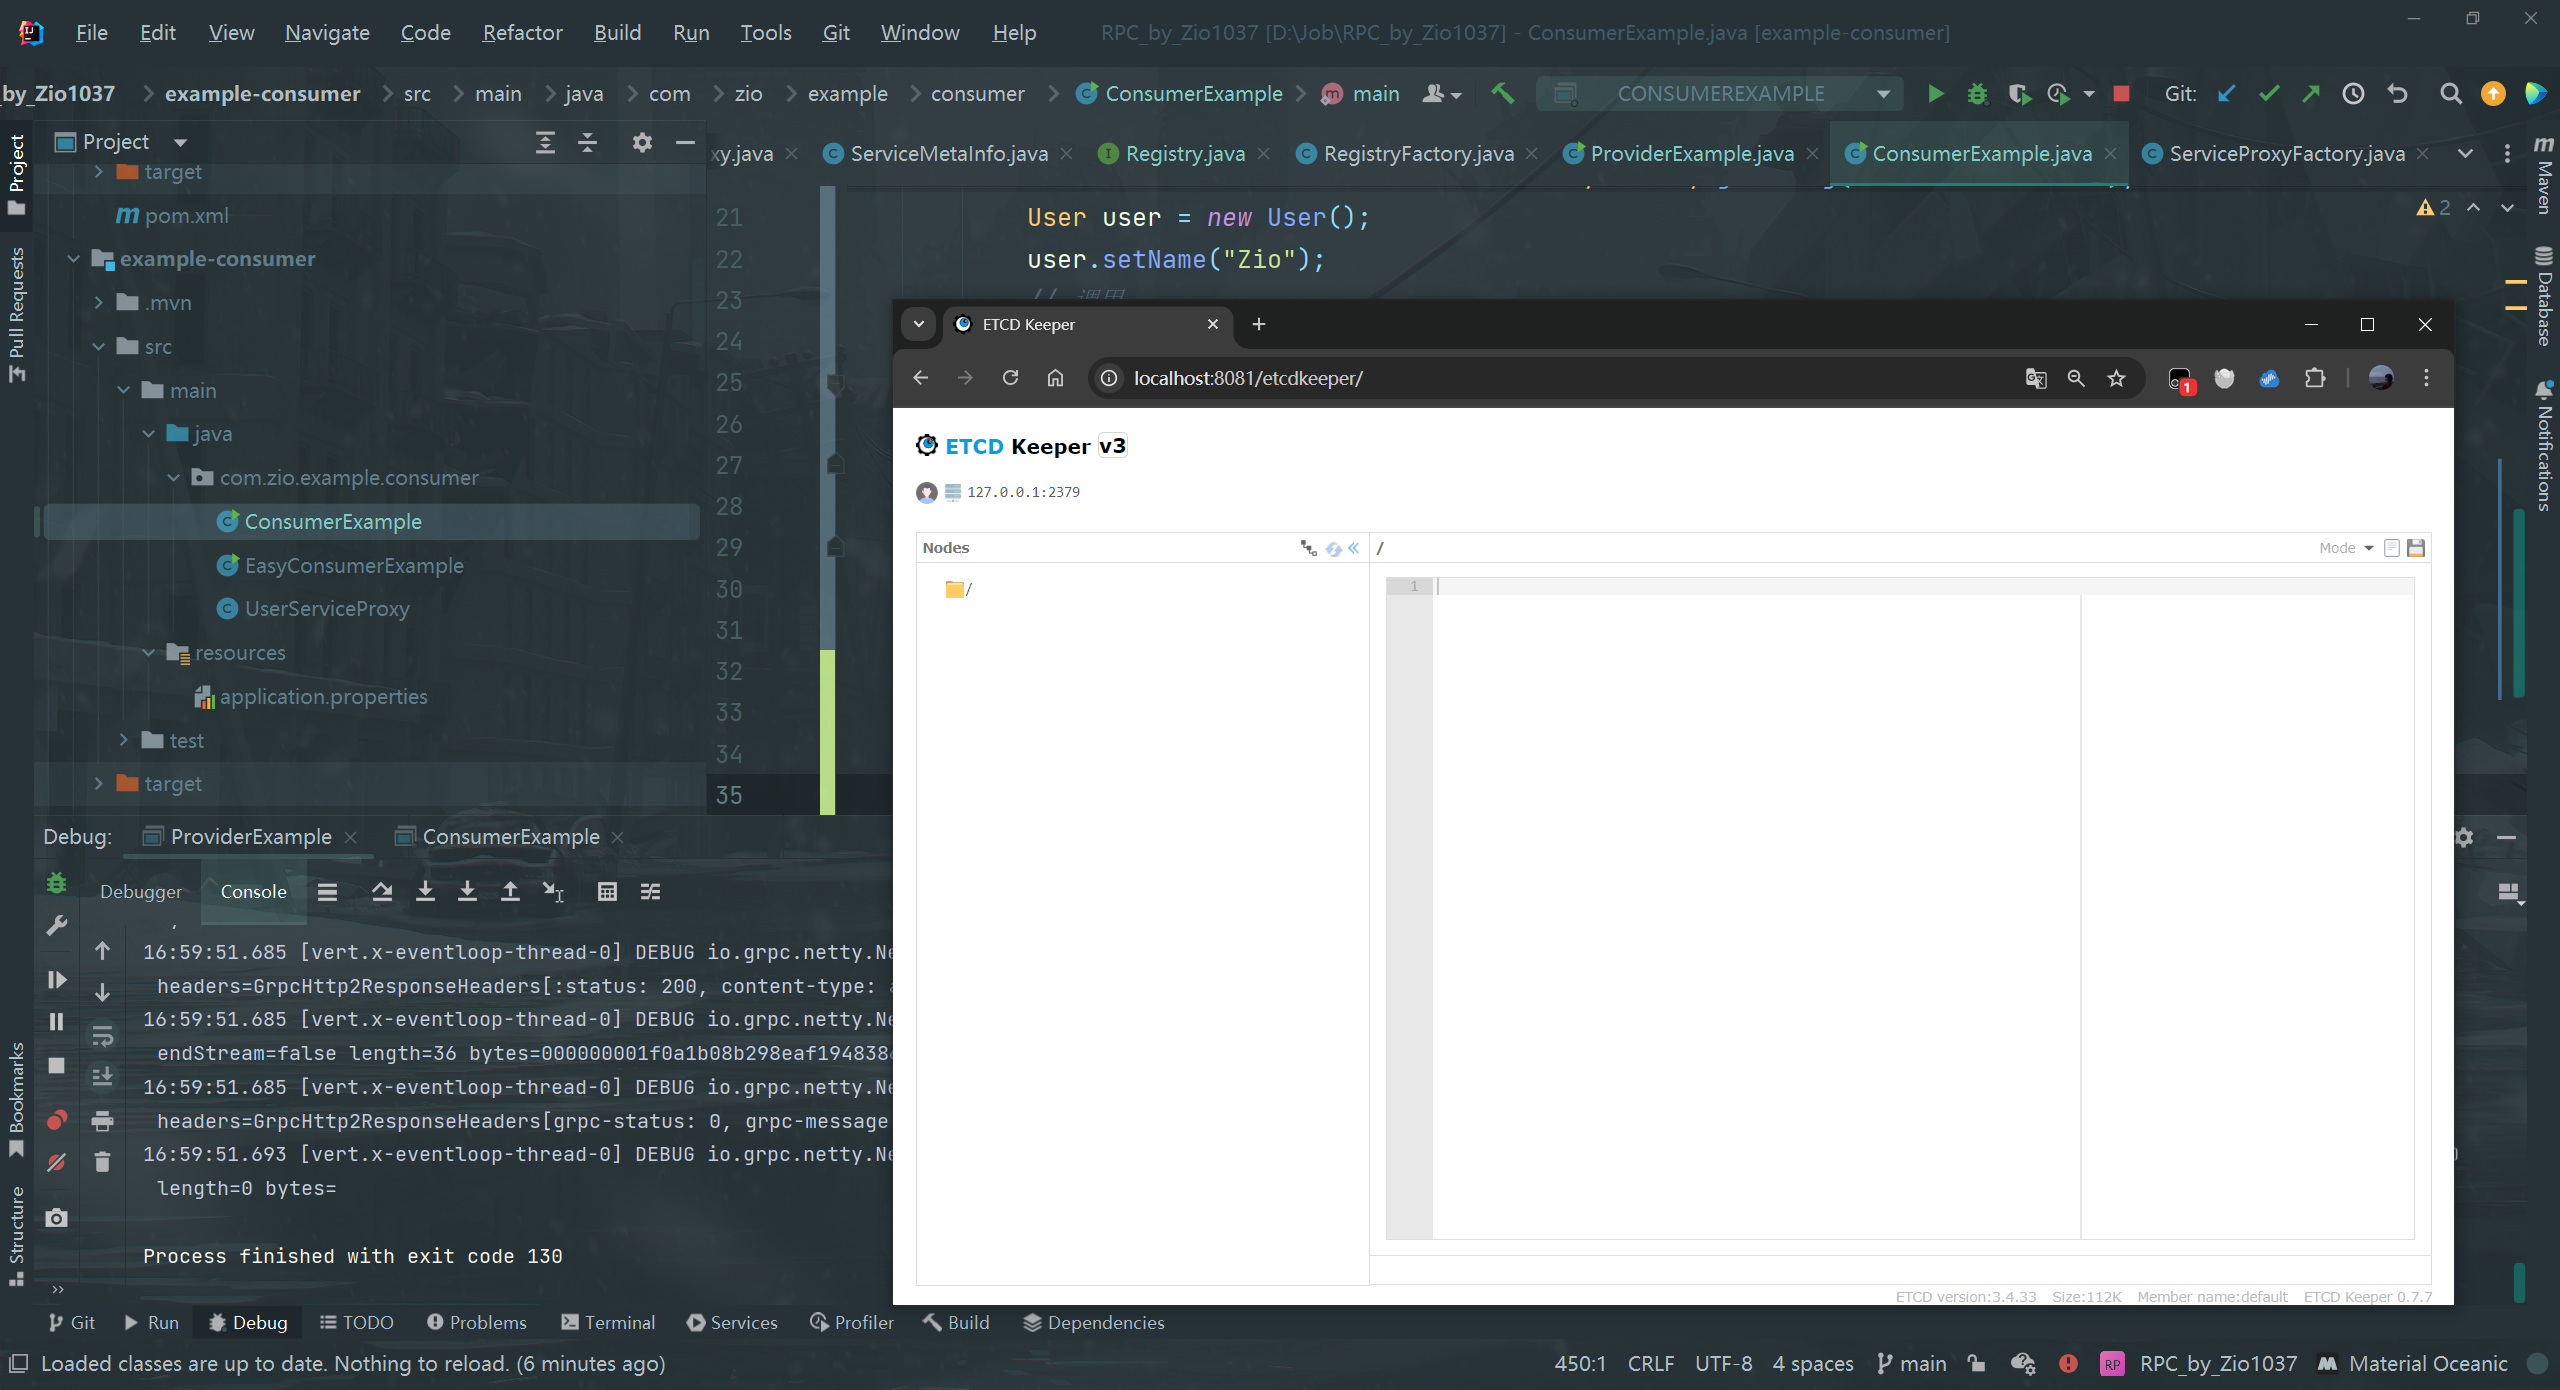 File Edit View Navigate Code Refactor Build Run Tools Git Window Help RPC_by_Zio1037 [D:\Job\RPC_by_Zio1037] - ConsumerExample.java [example-consumer]
by_Zio1037 example-consumer src main java com zio example consumer ConsumerExample main CONSUMEREXAMPLE Git:
Project
xy.java ServiceMetaInfo.java Registry.java RegistryFactory.java ProviderExample.java ConsumerExample.java ServiceProxyFactory.java
Project
Pull Requests
Bookmarks
Structure
Maven
Database
Notifications
target
pom.xml
example-consumer
.mvn
src
main
java
com.zio.example.consumer
ConsumerExample
EasyConsumerExample
UserServiceProxy
resources
application.properties
test
target
21 User user = new User();
22 user.setName("Zio");
23 // 调用
24
25
26
27
28
29
30
31
32
33
34
35
2
ETCD Keeper
localhost:8081/etcdkeeper/
1
ETCD Keeper v3
127.0.0.1:2379
Nodes
/
Mode
/
1
ETCD version:3.4.33 Size:112K Member name:default ETCD Keeper 0.7.7
Debug: ProviderExample ConsumerExample
Debugger Console
16:59:51.685 [vert.x-eventloop-thread-0] DEBUG io.grpc.netty.Ne
headers=GrpcHttp2ResponseHeaders[:status: 200, content-type:
16:59:51.685 [vert.x-eventloop-thread-0] DEBUG io.grpc.netty.Ne
endStream=false length=36 bytes=000000001f0a1b08b298eaf194838
16:59:51.685 [vert.x-eventloop-thread-0] DEBUG io.grpc.netty.Ne
headers=GrpcHttp2ResponseHeaders[grpc-status: 0, grpc-message
16:59:51.693 [vert.x-eventloop-thread-0] DEBUG io.grpc.netty.Ne
length=0 bytes=
Process finished with exit code 130
Git Run Debug TODO Problems Terminal Services Profiler Build Dependencies
Loaded classes are up to date. Nothing to reload. (6 minutes ago)
450:1 CRLF UTF-8 4 spaces main RP RPC_by_Zio1037 Material Oceanic